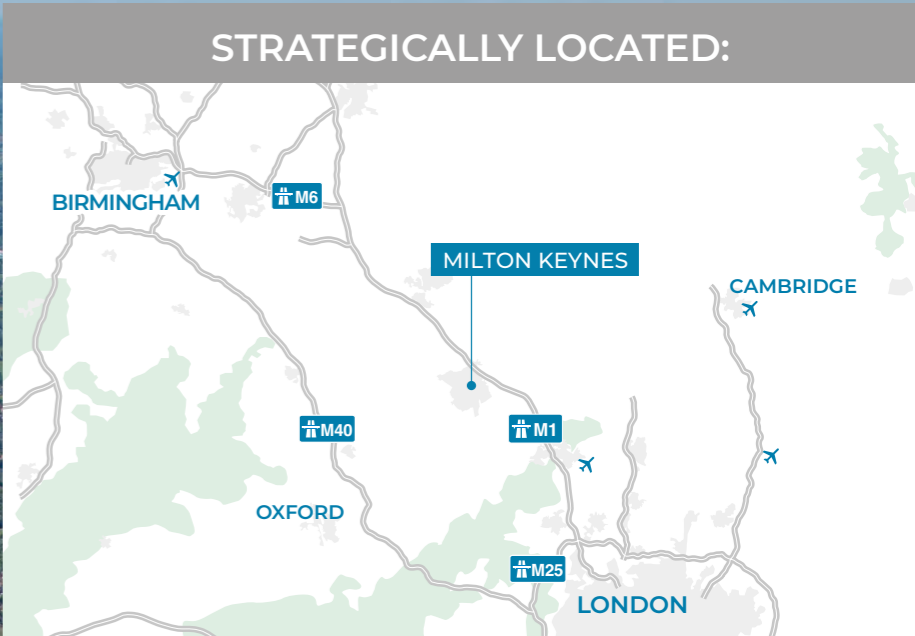 STRATEGICALLY LOCATED:
BIRMINGHAM
M6
MILTON KEYNES
CAMBRIDGE
M40
M1
OXFORD
M25
LONDON